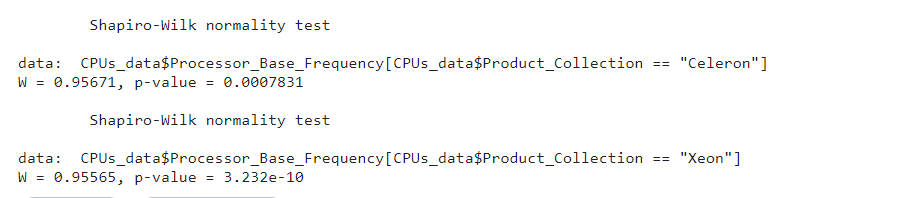 Shapiro-Wilk normality test
data:  CPUs_data$Processor_Base_Frequency[CPUs_data$Product_Collection == "Celeron"]
W = 0.95671, p-value = 0.0007831
Shapiro-Wilk normality test
data:  CPUs_data$Processor_Base_Frequency[CPUs_data$Product_Collection == "Xeon"]
W = 0.95565, p-value = 3.232e-10